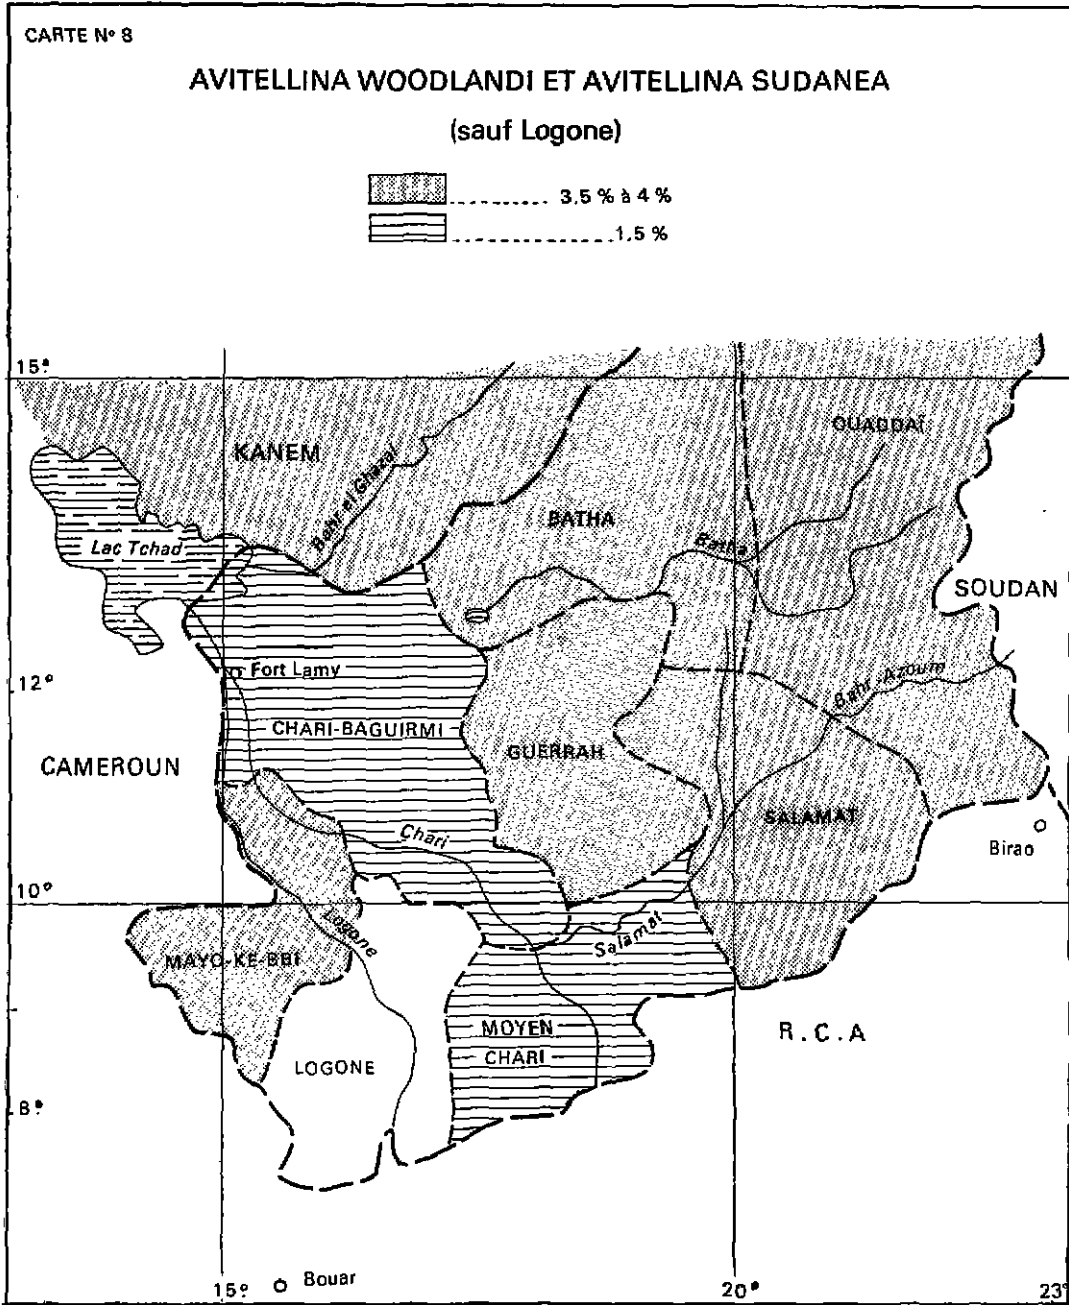 CARTE N° 8
AVITELLINA WOODLANDI ET AVITELLINA SUDANEA
(sauf Logone)
3.5 % à 4 %
1.5 %
15°
KANEM
Bahr el Ghazal
OUADDAÏ
BATHA
Batha
Lac Tchad
SOUDAN
Fort Lamy
12°
Bahr-Azoum
CHARI-BAGUIRMI
GUERRAH
CAMEROUN
SALAMAT
Chari
Birao
10°
Logone
Salamat
MAYO-KE-BBI
MOYEN
CHARI
R.C.A
LOGONE
8°
Bouar
15°
20°
23°